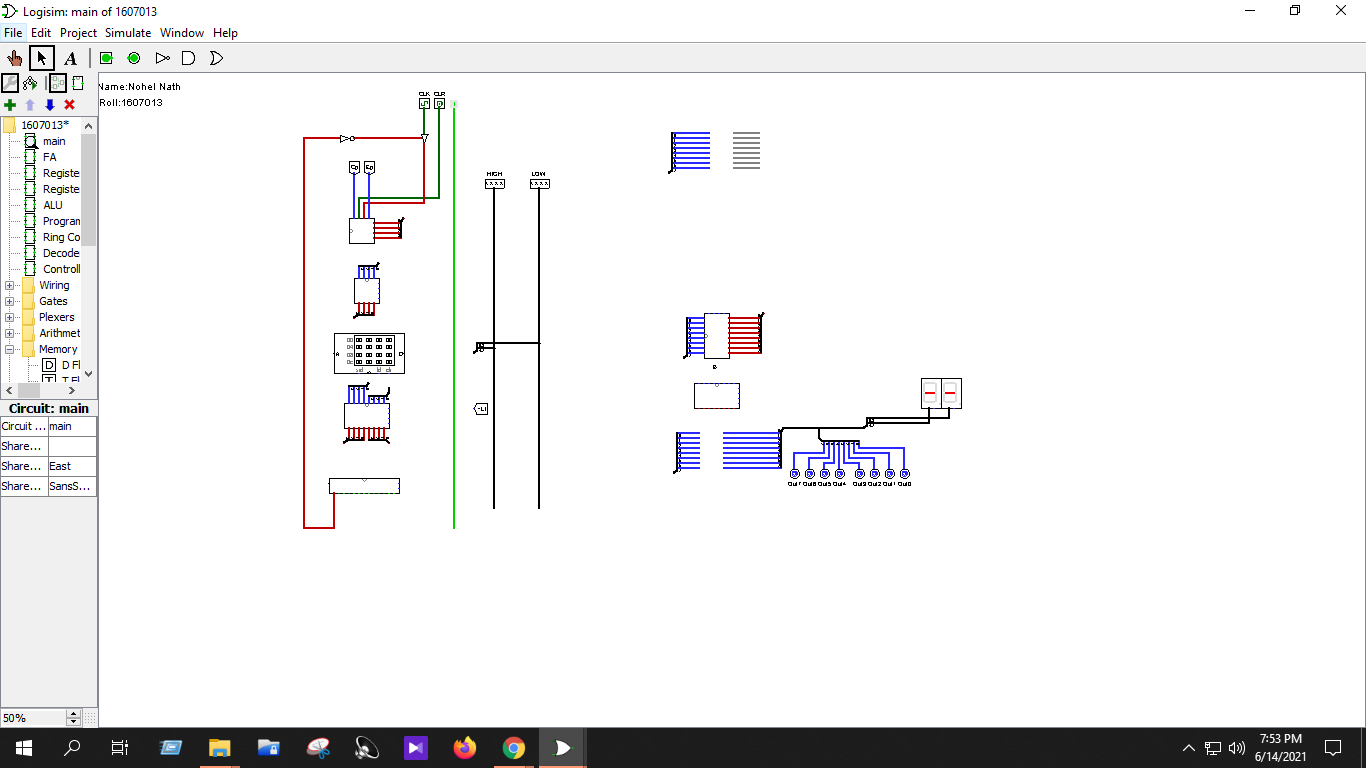 Logisim: main of 1607013
File Edit Project Simulate Window Help
A
1607013*
main
FA
Registe
Registe
ALU
Progran
Ring Co
Decode
Controll
Wiring
Gates
Plexers
Arithmet
Memory
D Fl
Circuit: main
Circuit ... main
Share...
Share... East
Share... SansS...
50%
Name:Nohel Nath
Roll:1607013
CLK CLR
HIGH LOW
A D
Out7 Out6 Out5 Out4 Out3 Out2 Out1 Out0
7:53 PM
6/14/2021